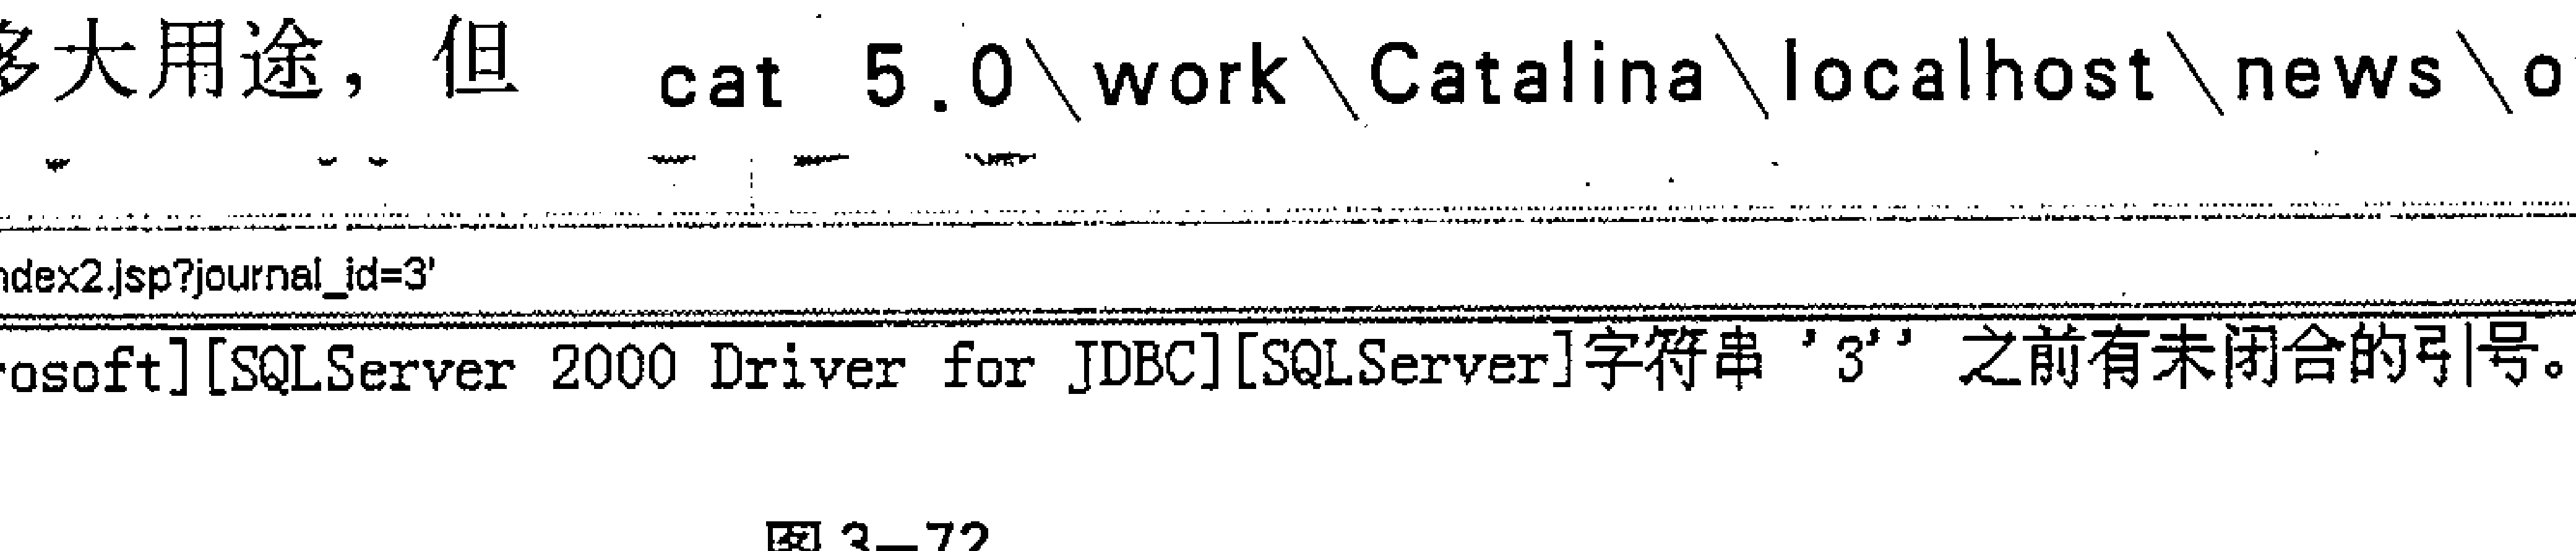 大用途，但 cat 5.0\work\Catalina\localhost\news\o
ndex2.jsp?journal_id=3'
rosoft][SQLServer 2000 Driver for JDBC][SQLServer]字符串 '3'' 之前有未闭合的引号。
图3-72